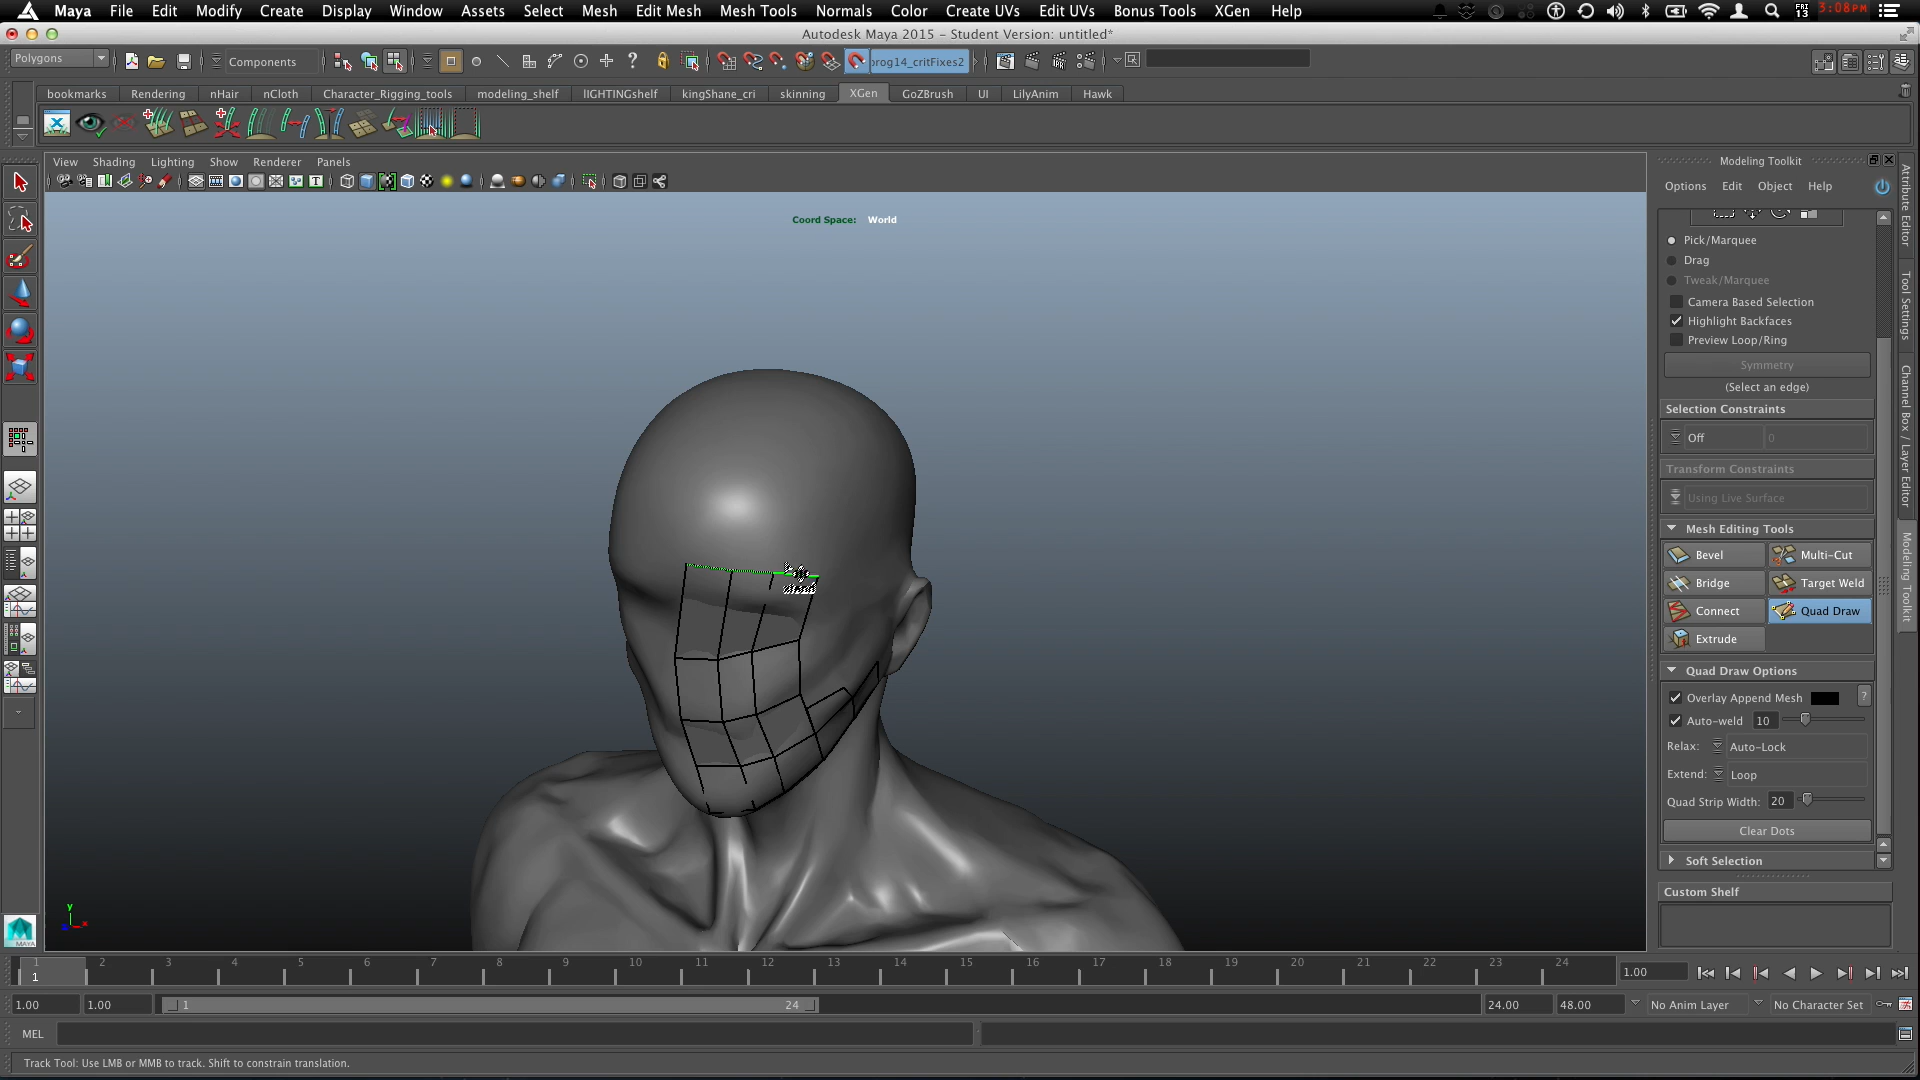 Maya File Edit Modify Create Display Window Assets Select Mesh Edit Mesh Mesh Tools Normals Color Create UVs Edit UVs Bonus Tools XGen Help FRI 13 3:08PM
Autodesk Maya 2015 - Student Version: untitled*
Polygons Components ? prog14_critFixes2
bookmarks Rendering nHair nCloth Character_Rigging_tools modeling_shelf lIGHTINGshelf kingShane_cri skinning XGen GoZBrush UI LilyAnim Hawk
View Shading Lighting Show Renderer Panels
Coord Space: World
Modeling Toolkit
Options Edit Object Help
Pick/Marquee
Drag
Tweak/Marquee
Camera Based Selection
Highlight Backfaces
Preview Loop/Ring
Symmetry
(Select an edge)
Selection Constraints
Off 0
Transform Constraints
Using Live Surface
Mesh Editing Tools
Bevel Multi-Cut
Bridge Target Weld
Connect Quad Draw
Extrude
Quad Draw Options
Overlay Append Mesh ?
Auto-weld 10
Relax: Auto-Lock
Extend: Loop
Quad Strip Width: 20
Clear Dots
Soft Selection
Custom Shelf
Attribute Editor
Tool Settings
Channel Box / Layer Editor
Modeling Toolkit
y
x
MAYA
1 2 3 4 5 6 7 8 9 10 11 12 13 14 15 16 17 18 19 20 21 22 23 24 1.00
1
1.00 1.00 1 24 24.00 48.00 No Anim Layer No Character Set
MEL
Track Tool: Use LMB or MMB to track. Shift to constrain translation.